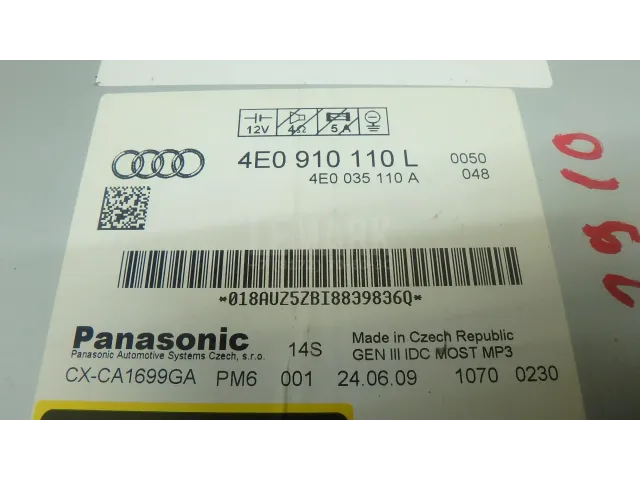 12V 4Ω 5A
4E0 910 110 L 0050
4E0 035 110 A 048
*018AUZ5ZBI8839836Q*
Panasonic 14S Made in Czech Republic
Panasonic Automotive Systems Czech, s.r.o. GEN III IDC MOST MP3
CX-CA1699GA PM6 001 24.06.09 1070 0230